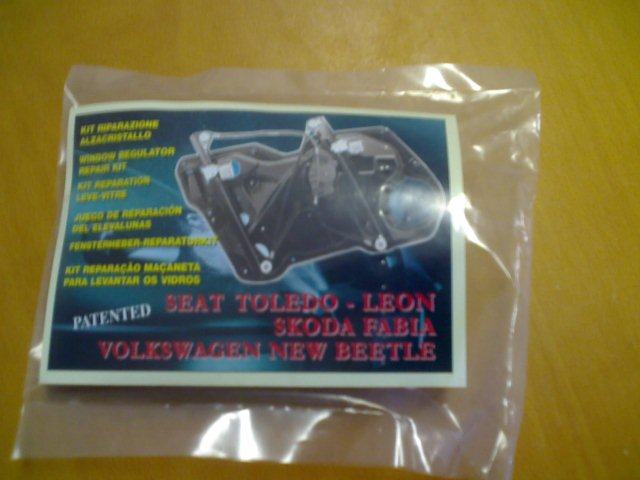 KIT RIPARAZIONE
ALZACRISTALLO
WINDOW REGULATOR
REPAIR KIT
KIT REPARATION
LEVE-VITRE
JUEGO DE REPARACIÓN
DEL ELEVALUNAS
FENSTERHEBER-REPARATURKIT
KIT REPARAÇÃO MAÇANETA
PARA LEVANTAR OS VIDROS
PATENTED
SEAT TOLEDO - LEON
SKODA FABIA
VOLKSWAGEN NEW BEETLE